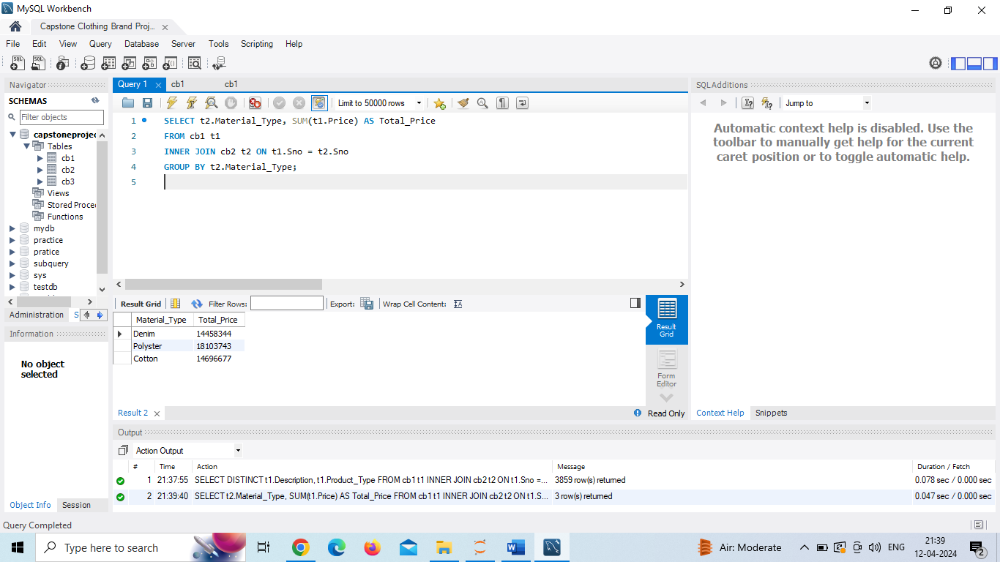 MySQL Workbench
Capstone Clothing Brand Proj...
File Edit View Query Database Server Tools Scripting Help
Navigator
SCHEMAS
Filter objects
capstoneprojec
Tables
cb1
cb2
cb3
Views
Stored Proce
Functions
mydb
practice
pratice
subquery
sys
testdb
Administration S
Information
No object
selected
Object Info Session
Query 1 cb1 cb1
Limit to 50000 rows
1 SELECT t2.Material_Type, SUM(t1.Price) AS Total_Price
2 FROM cb1 t1
3 INNER JOIN cb2 t2 ON t1.Sno = t2.Sno
4 GROUP BY t2.Material_Type;
5
Result Grid Filter Rows: Export: Wrap Cell Content:
Material_Type Total_Price
Denim 14458344
Polyster 18103743
Cotton 14696677
Result
Grid
Form
Editor
Result 2 Read Only
SQLAdditions
Jump to
Automatic context help is disabled. Use the
toolbar to manually get help for the current
caret position or to toggle automatic help.
Context Help Snippets
Output
Action Output
# Time Action Message Duration / Fetch
1 21:37:55 SELECT DISTINCT t1.Description, t1.Product_Type FROM cb1 t1 INNER JOIN cb2 t2 ON t1.Sno =... 3859 row(s) returned 0.078 sec / 0.000 sec
2 21:39:40 SELECT t2.Material_Type, SUM(t1.Price) AS Total_Price FROM cb1 t1 INNER JOIN cb2 t2 ON t1.S... 3 row(s) returned 0.047 sec / 0.000 sec
Query Completed
Type here to search
Air: Moderate
ENG
21:39
12-04-2024
2